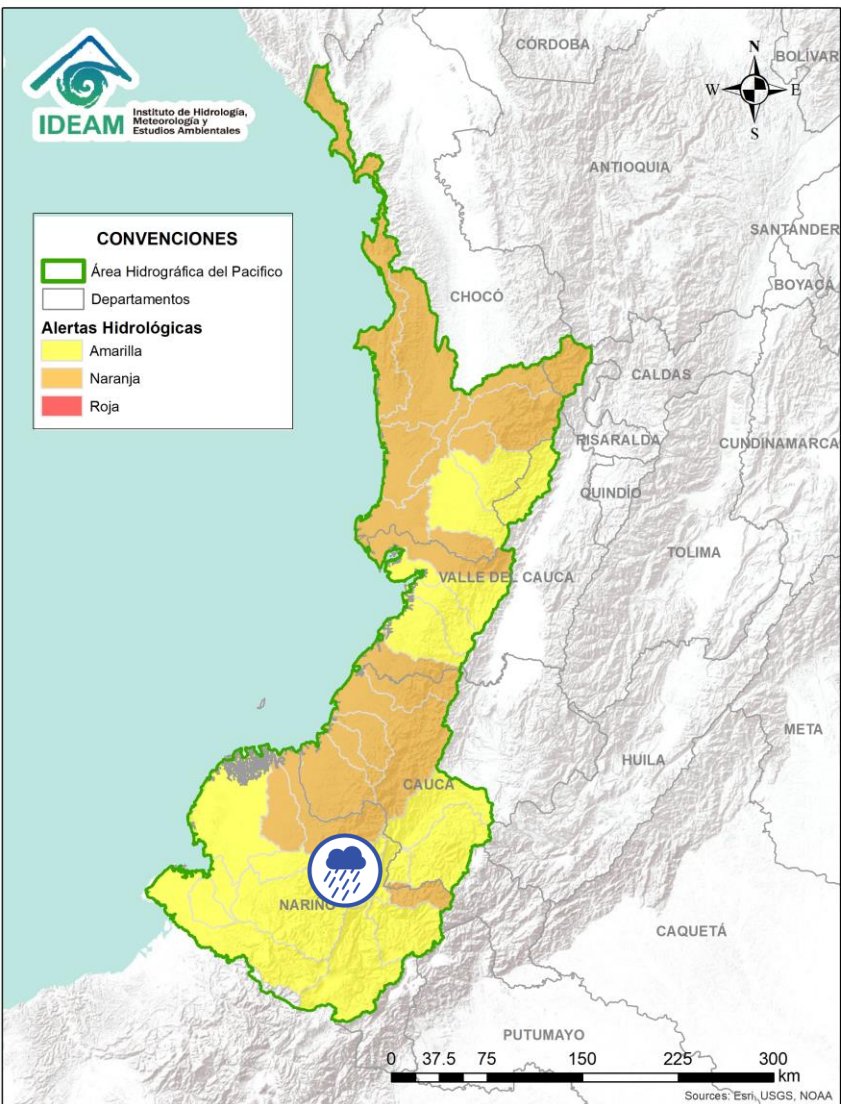 IDEAM
Instituto de Hidrología,
Meteorología y
Estudios Ambientales
CÓRDOBA
BOLÍVAR
N
W E
S
ANTIOQUIA
SANTANDER
BOYACÁ
CONVENCIONES
Área Hidrográfica del Pacifico
Departamentos
Alertas Hidrológicas
Amarilla
Naranja
Roja
CHOCÓ
CALDAS
RISARALDA
CUNDINAMARCA
QUINDÍO
TOLIMA
VALLE DEL CAUCA
META
HUILA
CAUCA
NARIÑO
CAQUETÁ
PUTUMAYO
0 37.5 75 150 225 300
km
Sources: Esri, USGS, NOAA